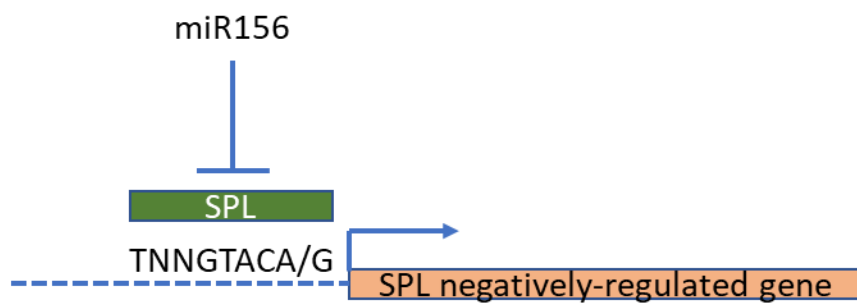 miR156
SPL
TNNGTACA/G
SPL negatively-regulated gene